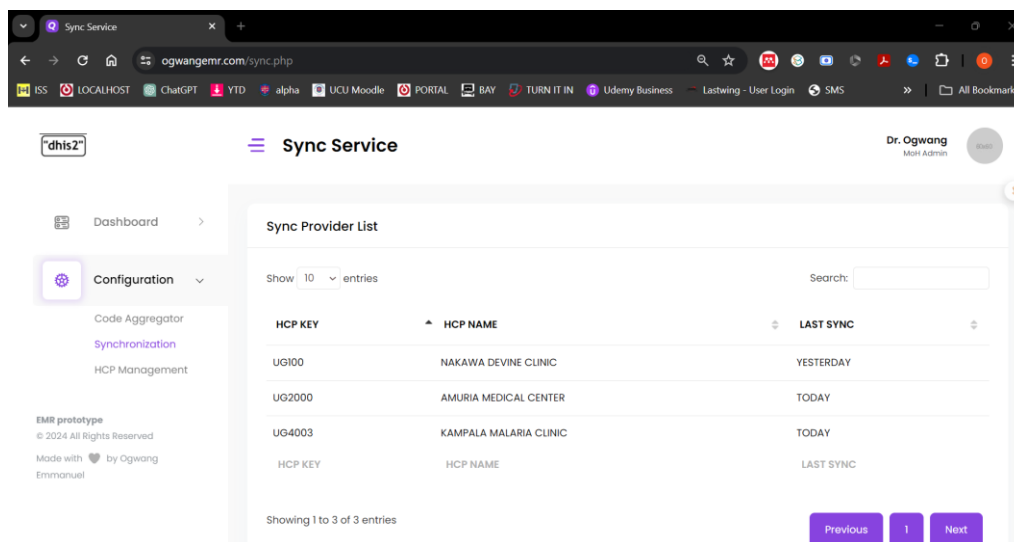 Sync Service
ogwangemr.com/sync.php
ISS LOCALHOST ChatGPT YTD alpha UCU Moodle PORTAL BAY TURN IT IN Udemy Business Lastwing - User Login SMS » All Bookmark
"dhis2"
Sync Service
Dr. Ogwang
MoH Admin
Dashboard
Configuration
Code Aggregator
Synchronization
HCP Management
EMR prototype
© 2024 All Rights Reserved
Made with by Ogwang
Emmanuel
Sync Provider List
Show 10 entries Search:
HCP KEY HCP NAME LAST SYNC
UG100 NAKAWA DEVINE CLINIC YESTERDAY
UG2000 AMURIA MEDICAL CENTER TODAY
UG4003 KAMPALA MALARIA CLINIC TODAY
HCP KEY HCP NAME LAST SYNC
Showing 1 to 3 of 3 entries Previous 1 Next